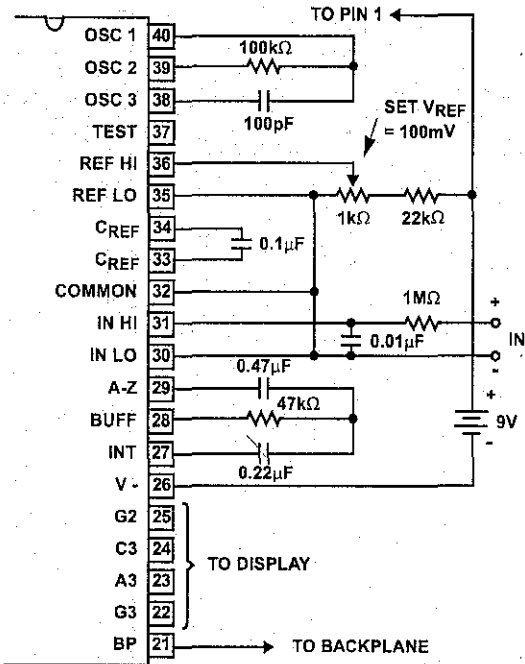 TO PIN 1
OSC 1 40
100kΩ
OSC 2 39
OSC 3 38
100pF
SET VREF
= 100mV
TEST 37
REF HI 36
REF LO 35
1kΩ 22kΩ
CREF 34
0.1µF
CREF 33
COMMON 32
1MΩ
+
IN HI 31
IN
0.01µF
IN LO 30
-
0.47µF
A-Z 29
47kΩ
+
BUFF 28
9V
-
INT 27
0.22µF
V - 26
G2 25
C3 24
TO DISPLAY
A3 23
G3 22
BP 21
TO BACKPLANE